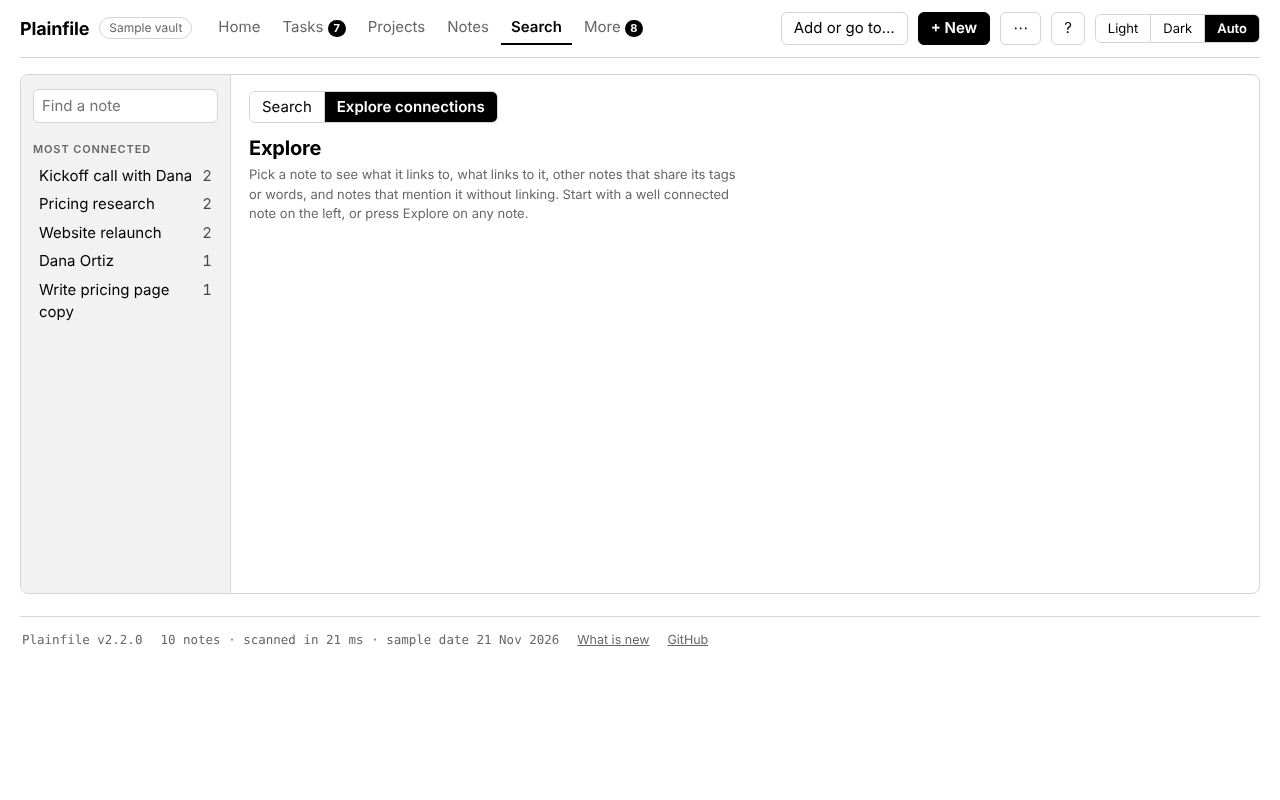 Plainfile Sample vault Home Tasks 7 Projects Notes Search More 8 Add or go to... + New ··· ? Light Dark Auto
Find a note
MOST CONNECTED
Kickoff call with Dana 2
Pricing research 2
Website relaunch 2
Dana Ortiz 1
Write pricing page 1
copy
Search Explore connections
Explore
Pick a note to see what it links to, what links to it, other notes that share its tags
or words, and notes that mention it without linking. Start with a well connected
note on the left, or press Explore on any note.
Plainfile v2.2.0 10 notes · scanned in 21 ms · sample date 21 Nov 2026 What is new GitHub